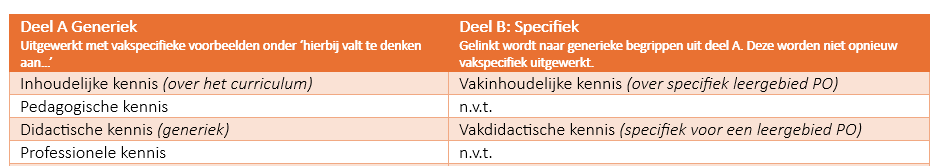 Deel A Generiek
Uitgewerkt met vakspecifieke voorbeelden onder ‘hierbij valt te denken
aan...’
Deel B: Specifiek
Gelinkt wordt naar generieke begrippen uit deel A. Deze worden niet opnieuw
vakspecifiek uitgewerkt.
Inhoudelijke kennis (over het curriculum)
Vakinhoudelijke kennis (over specifiek leergebied PO)
Pedagogische kennis
n.v.t.
Didactische kennis (generiek)
Vakdidactische kennis (specifiek voor een leergebied PO)
Professionele kennis
n.v.t.